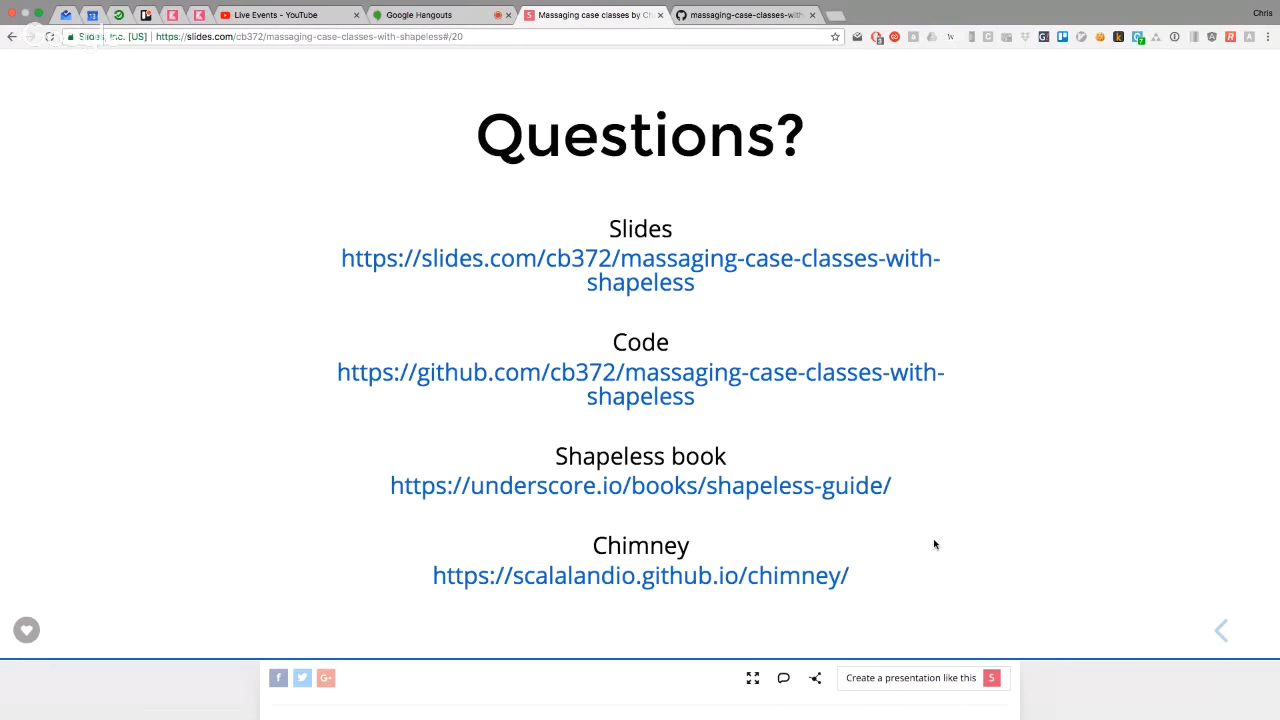 Live Events - YouTube
Google Hangouts
Massaging case classes by Ch
massaging-case-classes-with
Chris
Slides, Inc. [US]
https://slides.com/cb372/massaging-case-classes-with-shapeless#/20
Questions?
Slides
https://slides.com/cb372/massaging-case-classes-with-
shapeless
Code
https://github.com/cb372/massaging-case-classes-with-
shapeless
Shapeless book
https://underscore.io/books/shapeless-guide/
Chimney
https://scalalandio.github.io/chimney/
Create a presentation like this
S